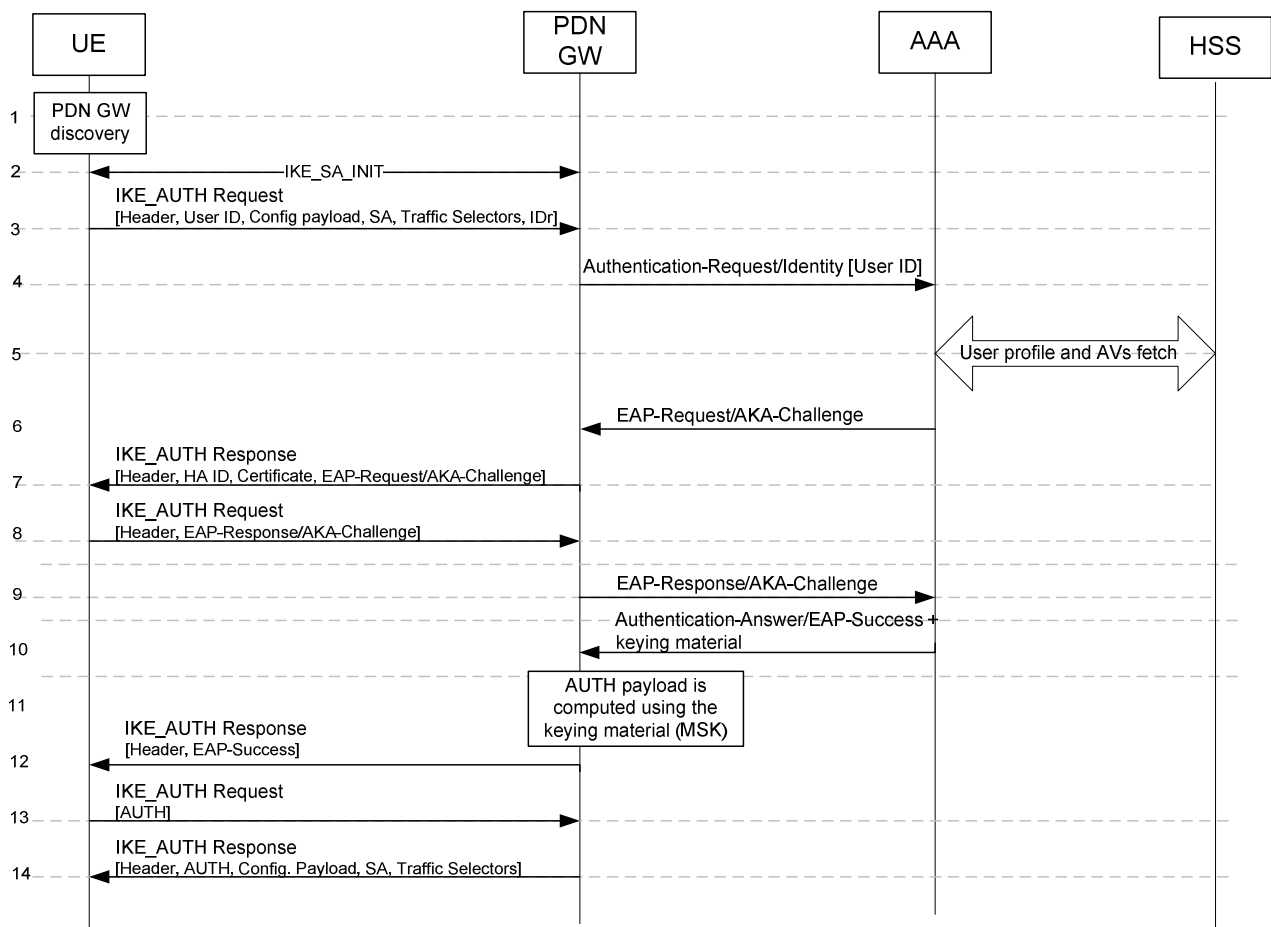 UE
PDN
GW
AAA
HSS
PDN GW
discovery
1
IKE_SA_INIT
2
IKE_AUTH Request
[Header, User ID, Config payload, SA, Traffic Selectors, IDr]
3
Authentication-Request/Identity [User ID]
4
User profile and AVs fetch
5
EAP-Request/AKA-Challenge
6
IKE_AUTH Response
[Header, HA ID, Certificate, EAP-Request/AKA-Challenge]
7
IKE_AUTH Request
[Header, EAP-Response/AKA-Challenge]
8
EAP-Response/AKA-Challenge
9
Authentication-Answer/EAP-Success +
keying material
10
AUTH payload is
computed using the
keying material (MSK)
11
IKE_AUTH Response
[Header, EAP-Success]
12
IKE_AUTH Request
[AUTH]
13
IKE_AUTH Response
[Header, AUTH, Config. Payload, SA, Traffic Selectors]
14